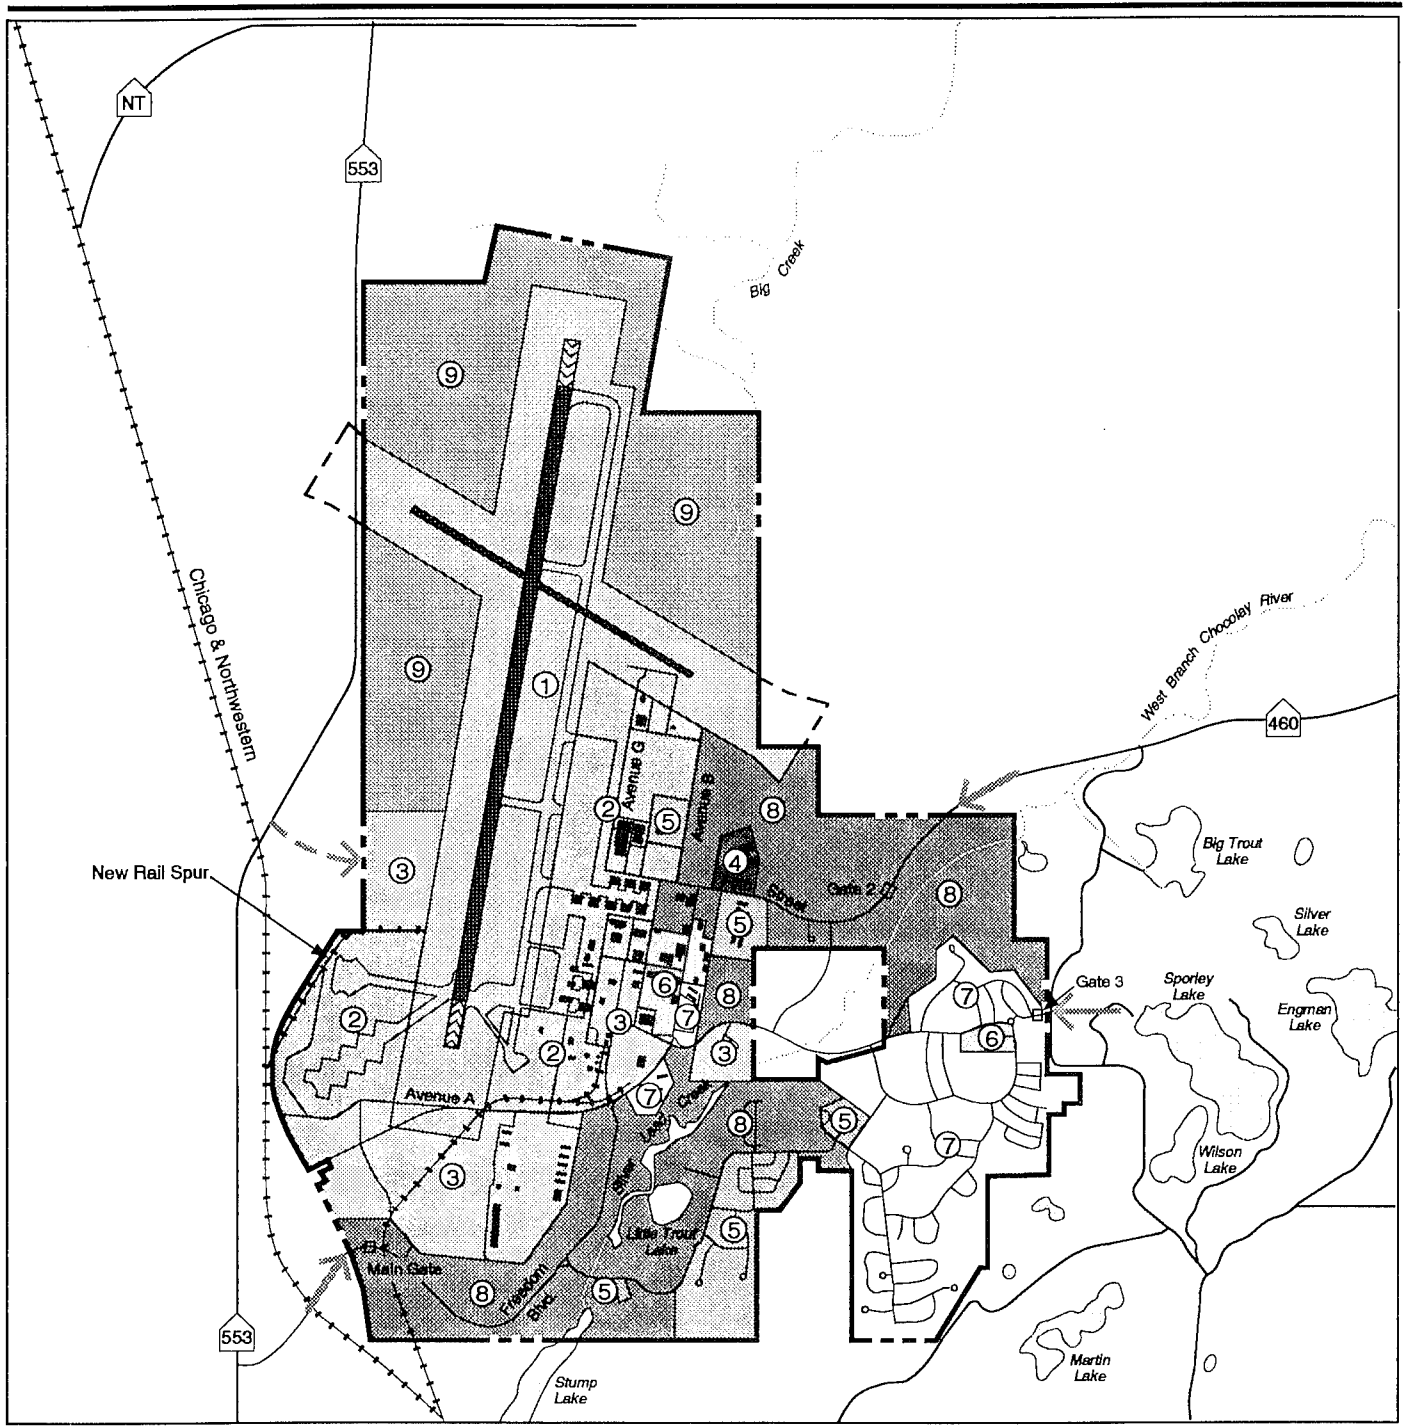 NT
553
Big Creek
9
9
Chicago & Northwestern
West Branch Chocolay River
9
1
460
Avenue G
Avenue B
2
5
8
4
Big Trout
Lake
New Rail Spur
3
Street
Gate 2
8
5
Silver
Lake
6
8
7
Gate 3
Sporley
Lake
2
7
3
Engman
Lake
2
3
6
Avenue A
7
Creek
8
5
7
Wilson
Lake
3
Silver
Lead
5
Little Trout
Lake
Main Gate
8
Freedom
Blvd.
5
553
Stump
Lake
Martin
Lake